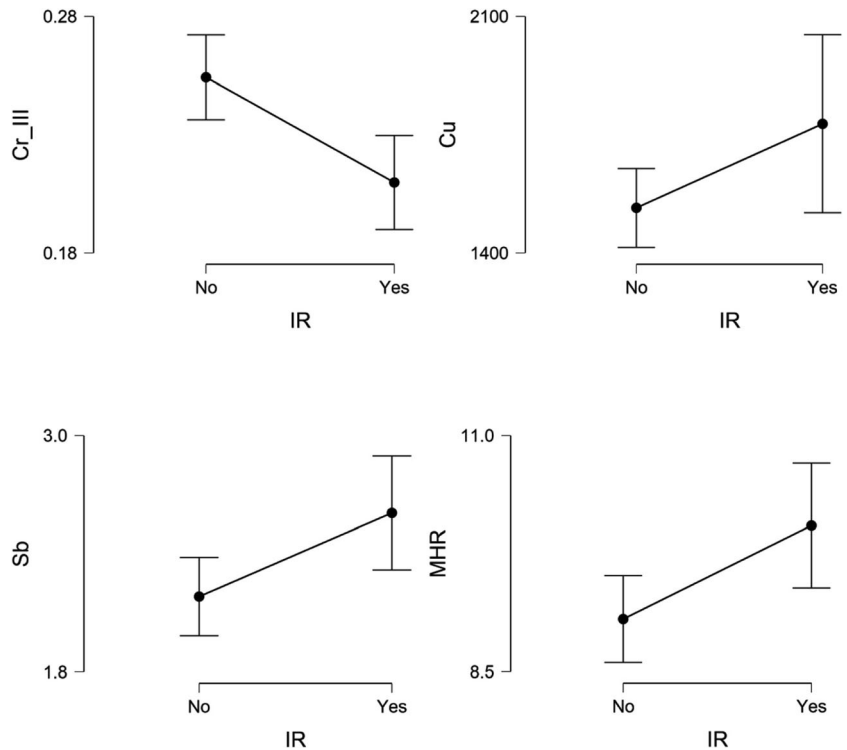 0.28
Cr_III
0.18
No
Yes
IR
2100
Cu
1400
No
Yes
IR
3.0
Sb
1.8
No
Yes
IR
11.0
MHR
8.5
No
Yes
IR